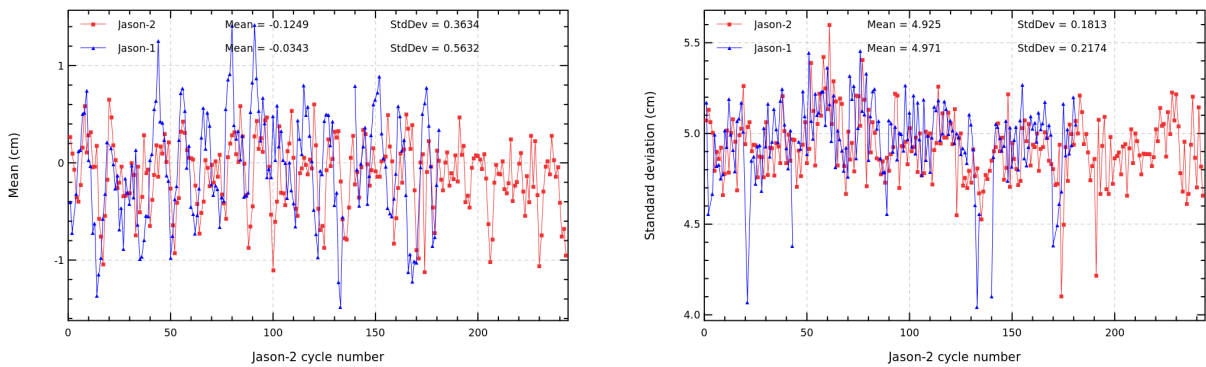 Jason-2 Mean = -0.1249 StdDev = 0.3634
Jason-1 Mean = -0.0343 StdDev = 0.5632
1
0
-1
Mean (cm)
0 50 100 150 200
Jason-2 cycle number
Jason-2 Mean = 4.925 StdDev = 0.1813
Jason-1 Mean = 4.971 StdDev = 0.2174
5.5
5.0
4.5
4.0
Standard deviation (cm)
0 50 100 150 200
Jason-2 cycle number